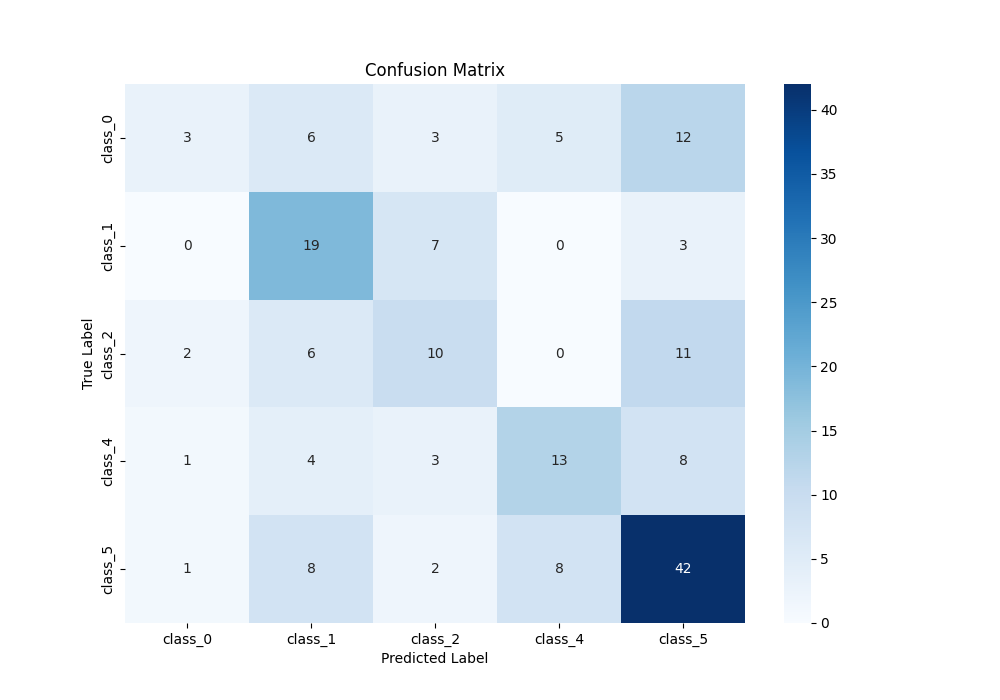 Confusion Matrix
True Label
class_0 3 6 3 5 12
class_1 0 19 7 0 3
class_2 2 6 10 0 11
class_4 1 4 3 13 8
class_5 1 8 2 8 42
class_0 class_1 class_2 class_4 class_5
Predicted Label
40
35
30
25
20
15
10
5
0